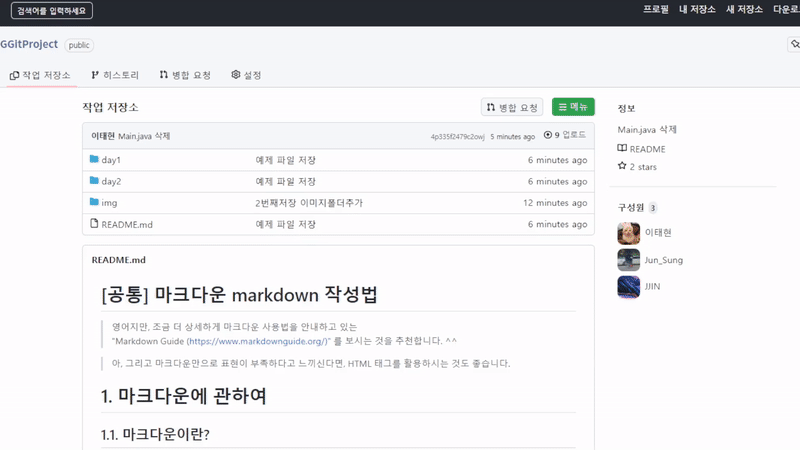 검색어를 입력하세요
프로필 내 저장소 새 저장소 다운로
GGitProject public
작업 저장소 히스토리 병합 요청 설정
작업 저장소 병합 요청 메뉴
이태현 Main.java 삭제 4p335f2479c2owj 5 minutes ago 9 업로드
day1 예제 파일 저장 6 minutes ago
day2 예제 파일 저장 6 minutes ago
img 2번째저장 이미지폴더추가 12 minutes ago
README.md 예제 파일 저장 6 minutes ago
README.md
[공통] 마크다운 markdown 작성법
영어지만, 조금 더 상세하게 마크다운 사용법을 안내하고 있는
"Markdown Guide (https://www.markdownguide.org/)" 를 보시는 것을 추천합니다. ^^
아, 그리고 마크다운만으로 표현이 부족하다고 느끼신다면, HTML 태그를 활용하시는 것도 좋습니다.
1. 마크다운에 관하여
1.1. 마크다운이란?
정보
Main.java 삭제
README
2 stars
구성원 3
이태현
Jun_Sung
JJIN